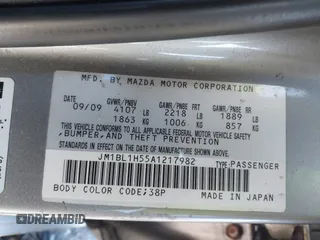 MFD. BY MAZDA MOTOR CORPORATION
DATE GVWR/PNBV GAWR/PNBE FRT GAWR/PNBE RR
09/09 4107 LB 2218 LB 1889 LB
1863 KG 1006 KG 857 KG
THIS VEHICLE CONFORMS TO ALL APPLICABLE FEDERAL MOTOR VEHICLE SAFETY
,BUMPER,AND THEFT PREVENTION
STANDARDS IN EFFECT ON THE DATE OF MANUFACTURE SHOWN ABOVE
JM1BL1H55A1217982 TYPE:PASSENGER
BODY COLOR CODE;38P MADE IN JAPAN
DREAMBID